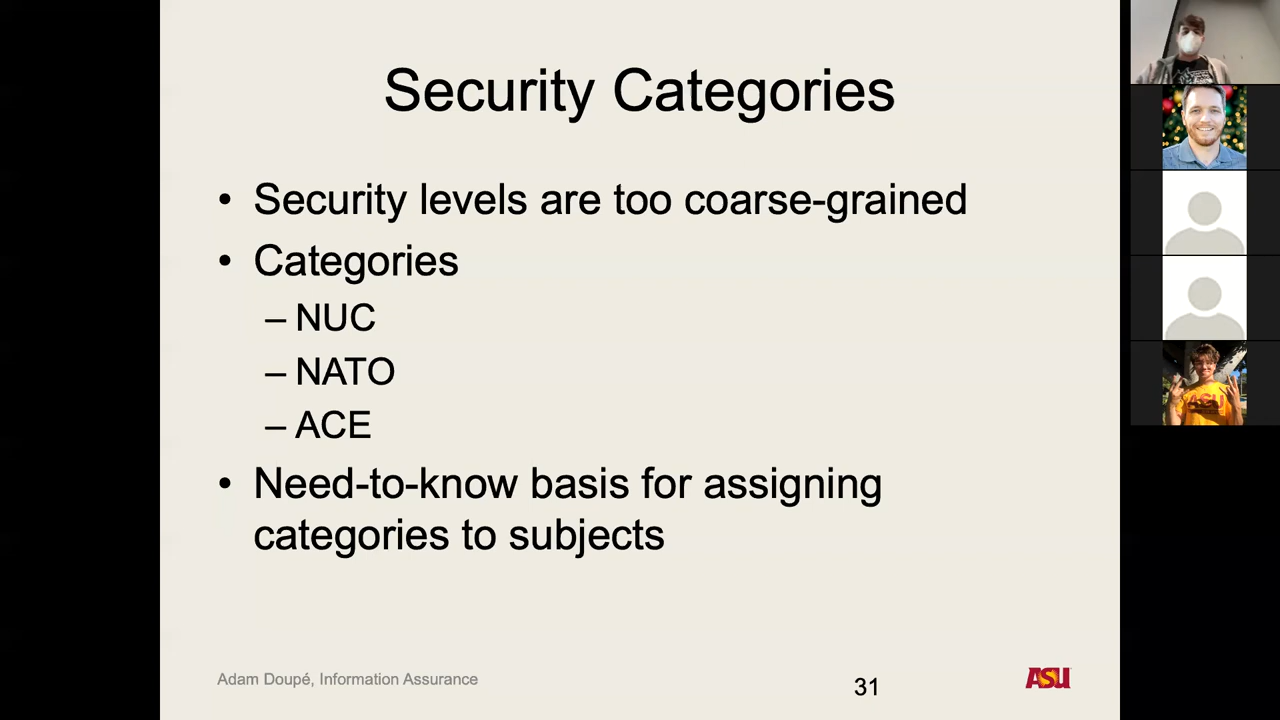 Security Categories
• Security levels are too coarse-grained
• Categories
– NUC
– NATO
– ACE
• Need-to-know basis for assigning
categories to subjects
Adam Doupé, Information Assurance
31
ASU
ASU